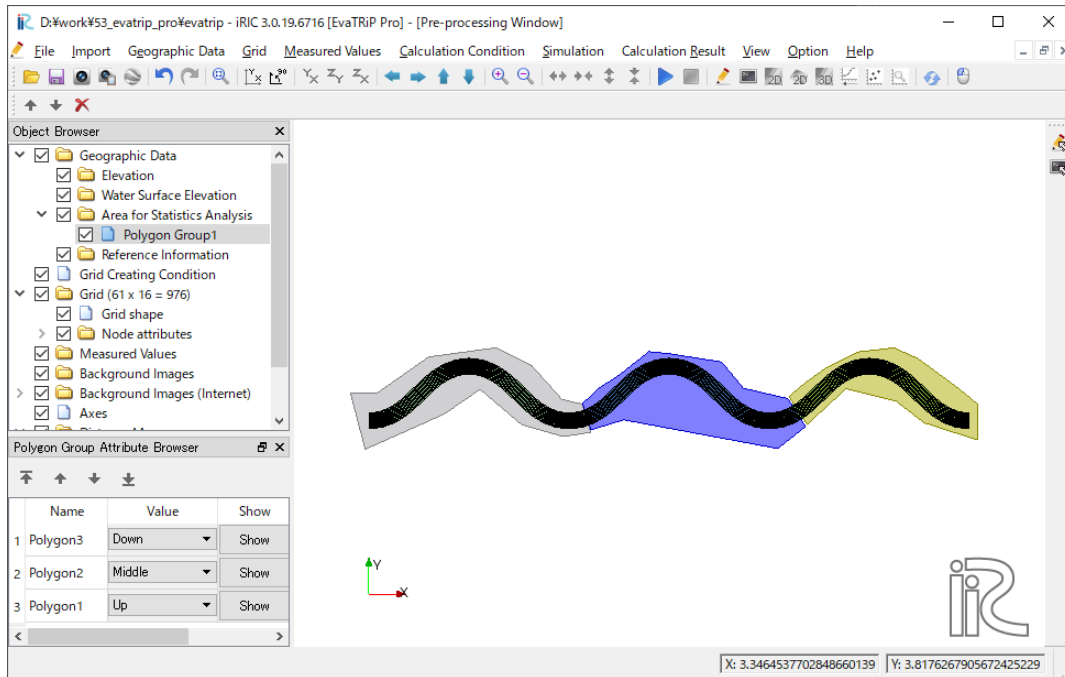 D:¥work¥53_evatrip_pro¥evatrip - iRIC 3.0.19.6716 [EvaTRiP Pro] - [Pre-processing Window]
File Import Geographic Data Grid Measured Values Calculation Condition Simulation Calculation Result View Option Help
Object Browser
Geographic Data
Elevation
Water Surface Elevation
Area for Statistics Analysis
Polygon Group1
Reference Information
Grid Creating Condition
Grid (61 x 16 = 976)
Grid shape
Node attributes
Measured Values
Background Images
Background Images (Internet)
Axes
Polygon Group Attribute Browser
Name Value Show
1 Polygon3 Down Show
2 Polygon2 Middle Show
3 Polygon1 Up Show
Y
X
iRIC
X: 3.3464537702848660139 Y: 3.8176267905672425229